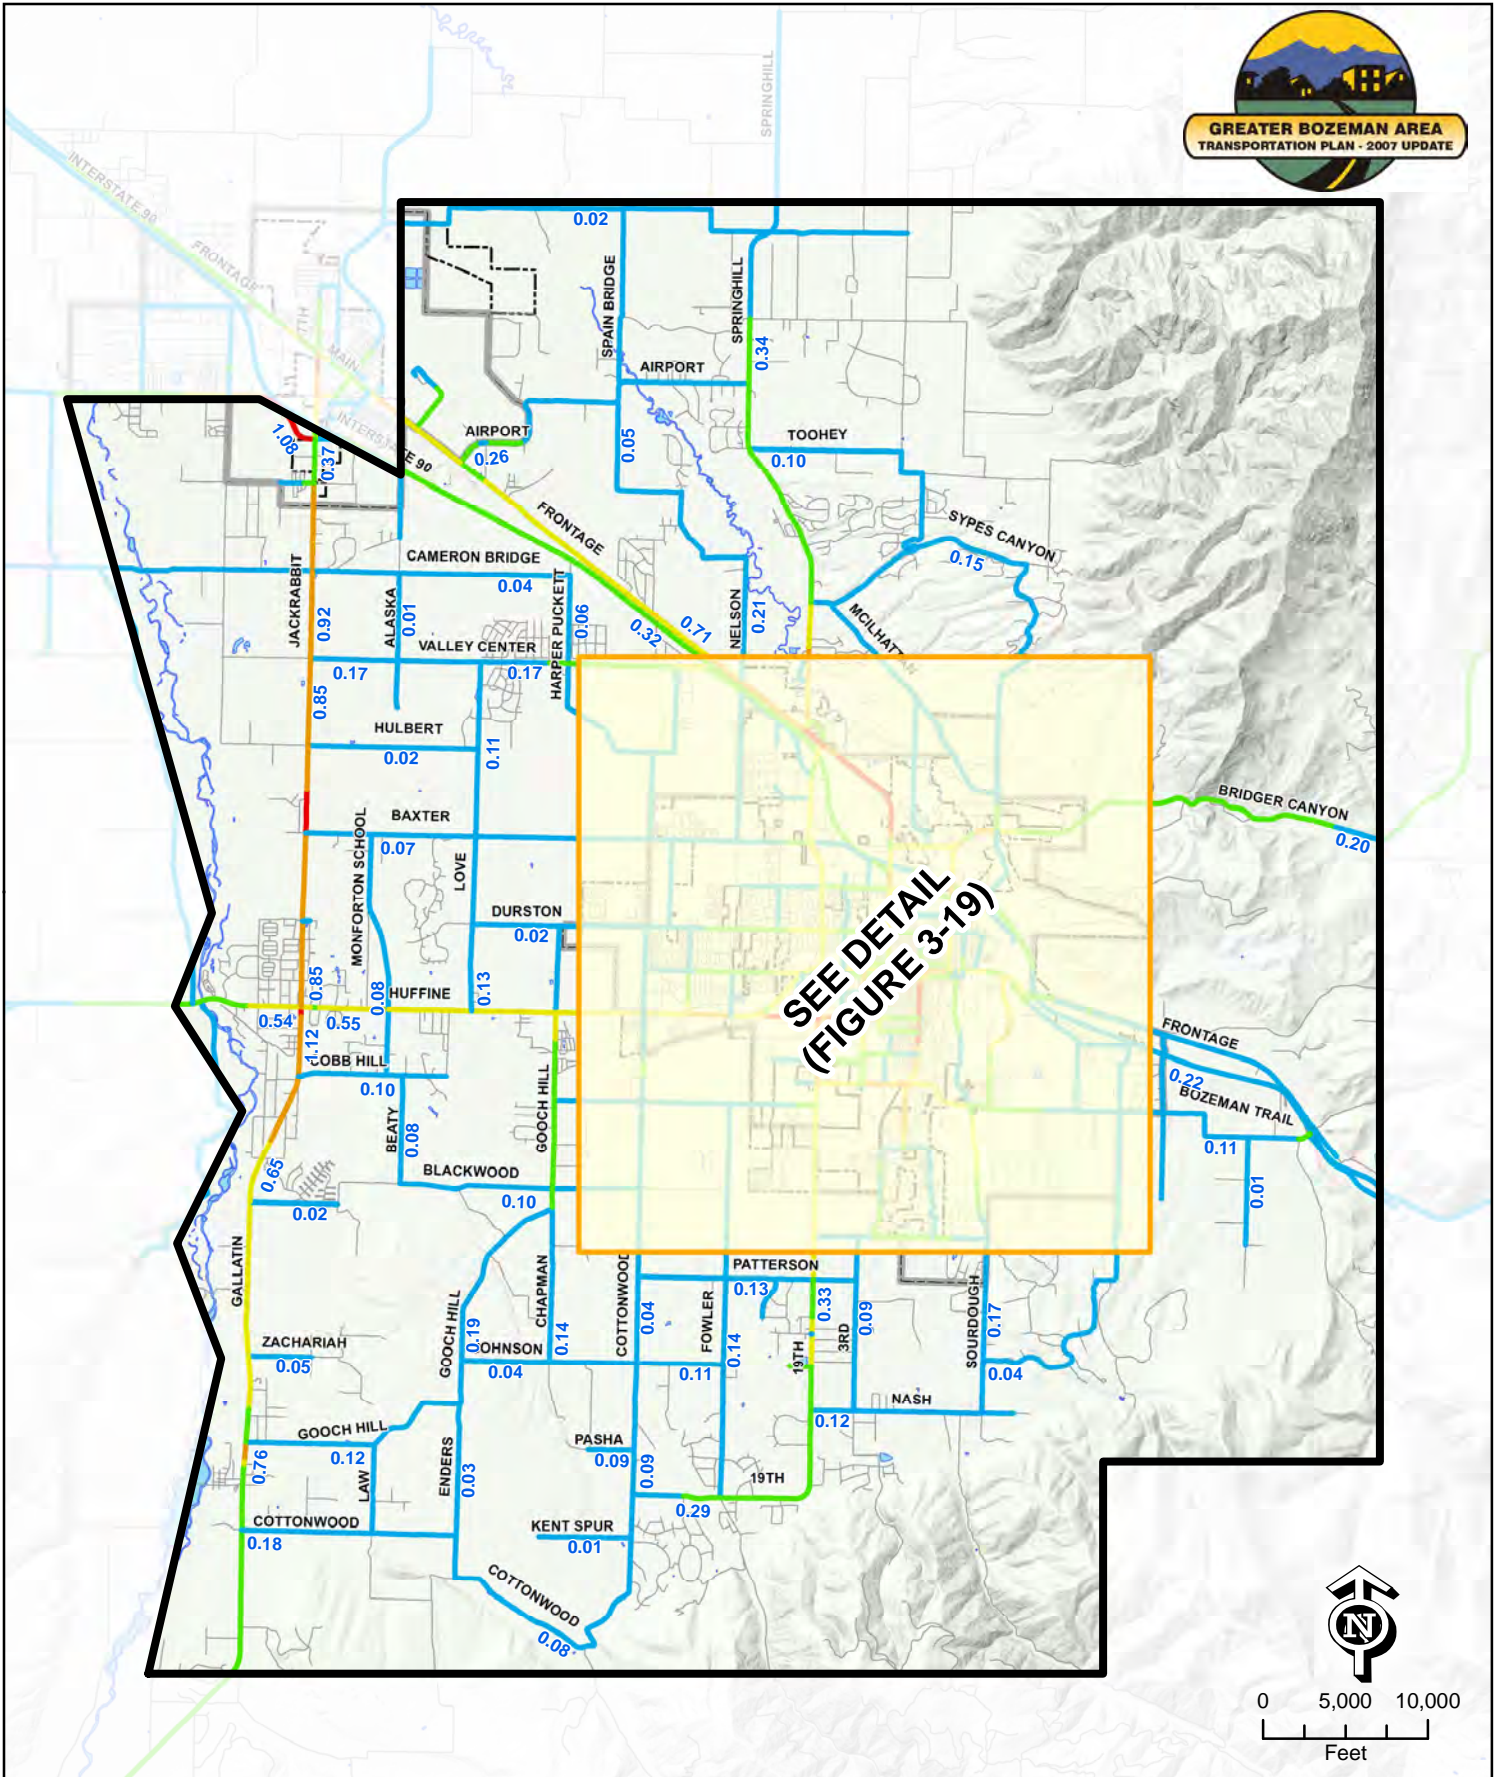 GREATER BOZEMAN AREA
TRANSPORTATION PLAN - 2007 UPDATE
SPRINGHILL
INTERSTATE 90
FRONTAGE
7TH
MAIN
INTERSTATE 90
0.02
SPAIN BRIDGE
SPRINGHILL
0.34
AIRPORT
AIRPORT
0.26
0.05
TOOHEY
0.10
1.08
0.37
FRONTAGE
SYPES CANYON
0.15
CAMERON BRIDGE
0.04
JACKRABBIT
0.92
ALASKA
0.01
HARPER PUCKETT
0.06
0.32
0.71
NELSON
0.21
MCILHATTAN
VALLEY CENTER
0.17
0.17
0.85
HULBERT
0.02
0.11
BAXTER
0.07
MONFORTON SCHOOL
LOVE
BRIDGER CANYON
0.20
DURSTON
0.02
SEE DETAIL
(FIGURE 3-19)
0.85
0.08
HUFFINE
0.13
0.54
0.55
1.12
COBB HILL
0.10
BEATY
0.08
GOOCH HILL
FRONTAGE
0.22
BOZEMAN TRAIL
0.11
0.01
BLACKWOOD
0.10
0.65
0.02
GALLATIN
PATTERSON
0.13
CHAPMAN
0.14
COTTONWOOD
0.04
FOWLER
0.14
0.33
19TH
3RD
0.09
SOURDOUGH
0.17
0.04
GOOCH HILL
0.19
ZACHARIAH
0.05
OHNSON
0.04
0.11
NASH
0.12
GOOCH HILL
0.12
0.76
LAW
ENDERS
0.03
PASHA
0.09
0.09
19TH
0.29
COTTONWOOD
0.18
KENT SPUR
0.01
COTTONWOOD
0.08
N
0 5,000 10,000
Feet